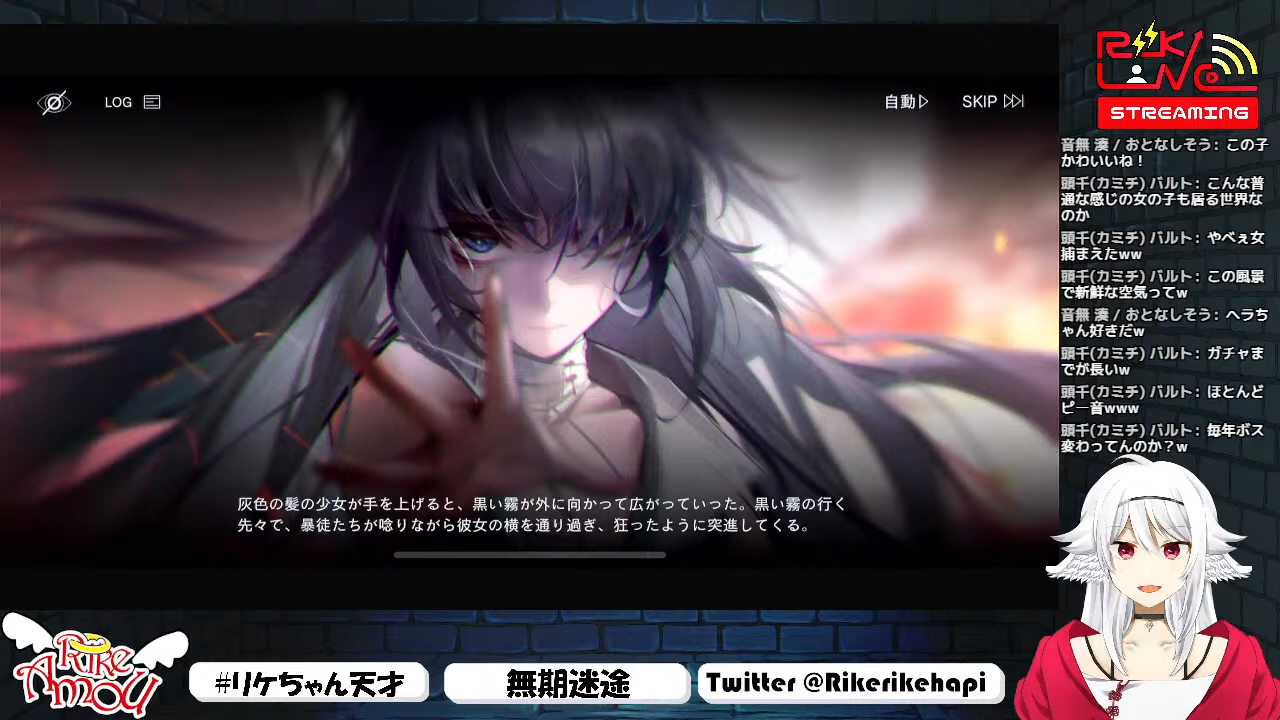 LOG
自動
SKIP
灰色の髪の少女が手を上げると、黒い霧が外に向かって広がっていった。黒い霧の行く
先々で、暴徒たちが唸りながら彼女の横を通り過ぎ、狂ったように突進してくる。
RIKE LIVE
STREAMING
音無 湊 / おとなしそう: この子
かわいいね！
頭千(カミチ) バルト: こんな普
通な感じの女の子も居る世界な
のか
頭千(カミチ) バルト: やべぇ女
捕まえたww
頭千(カミチ) バルト: この風景
で新鮮な空気ってw
音無 湊 / おとなしそう: ヘラち
ゃん好きだw
頭千(カミチ) バルト: ガチャま
でが長いw
頭千(カミチ) バルト: ほとんど
ピー音www
頭千(カミチ) バルト: 毎年ボス
変わってんのか？w
Rike
Amou
#リケちゃん天才
無期迷途
Twitter @Rikerikehapi